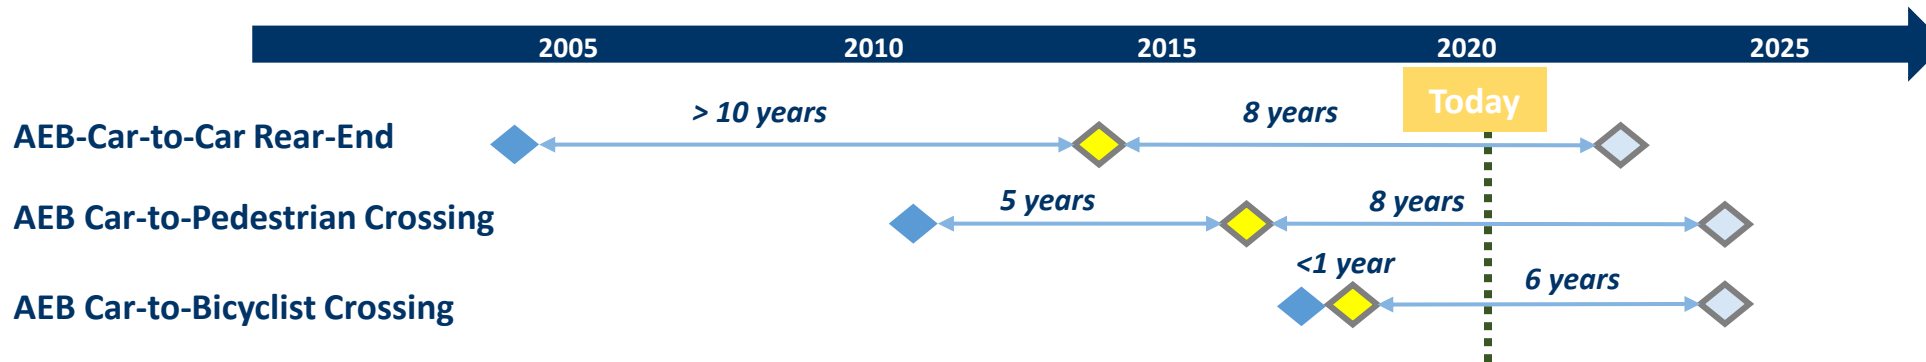 2005 2010 2015 2020 2025
Today
AEB-Car-to-Car Rear-End > 10 years 8 years
AEB Car-to-Pedestrian Crossing 5 years 8 years
<1 year
AEB Car-to-Bicyclist Crossing 6 years